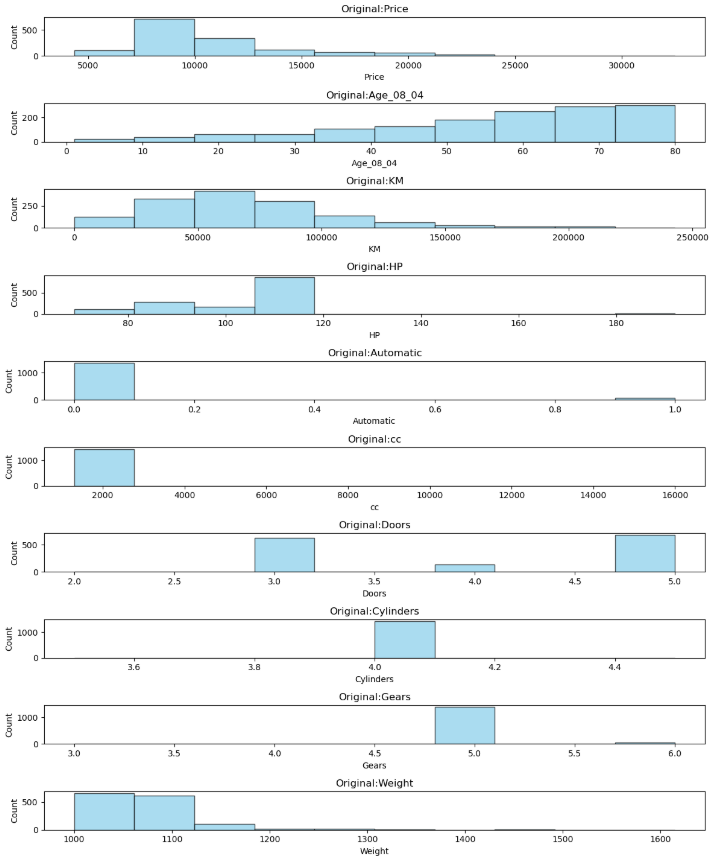 Original:Price
500
0
Count
5000 10000 15000 20000 25000 30000
Price
Original:Age_08_04
200
0
Count
0 10 20 30 40 50 60 70 80
Age_08_04
Original:KM
250
0
Count
0 50000 100000 150000 200000 250000
KM
Original:HP
500
0
Count
80 100 120 140 160 180
HP
Original:Automatic
1000
0
Count
0.0 0.2 0.4 0.6 0.8 1.0
Automatic
Original:cc
1000
0
Count
2000 4000 6000 8000 10000 12000 14000 16000
cc
Original:Doors
500
0
Count
2.0 2.5 3.0 3.5 4.0 4.5 5.0
Doors
Original:Cylinders
1000
0
Count
3.6 3.8 4.0 4.2 4.4
Cylinders
Original:Gears
1000
0
Count
3.0 3.5 4.0 4.5 5.0 5.5 6.0
Gears
Original:Weight
500
0
Count
1000 1100 1200 1300 1400 1500 1600
Weight